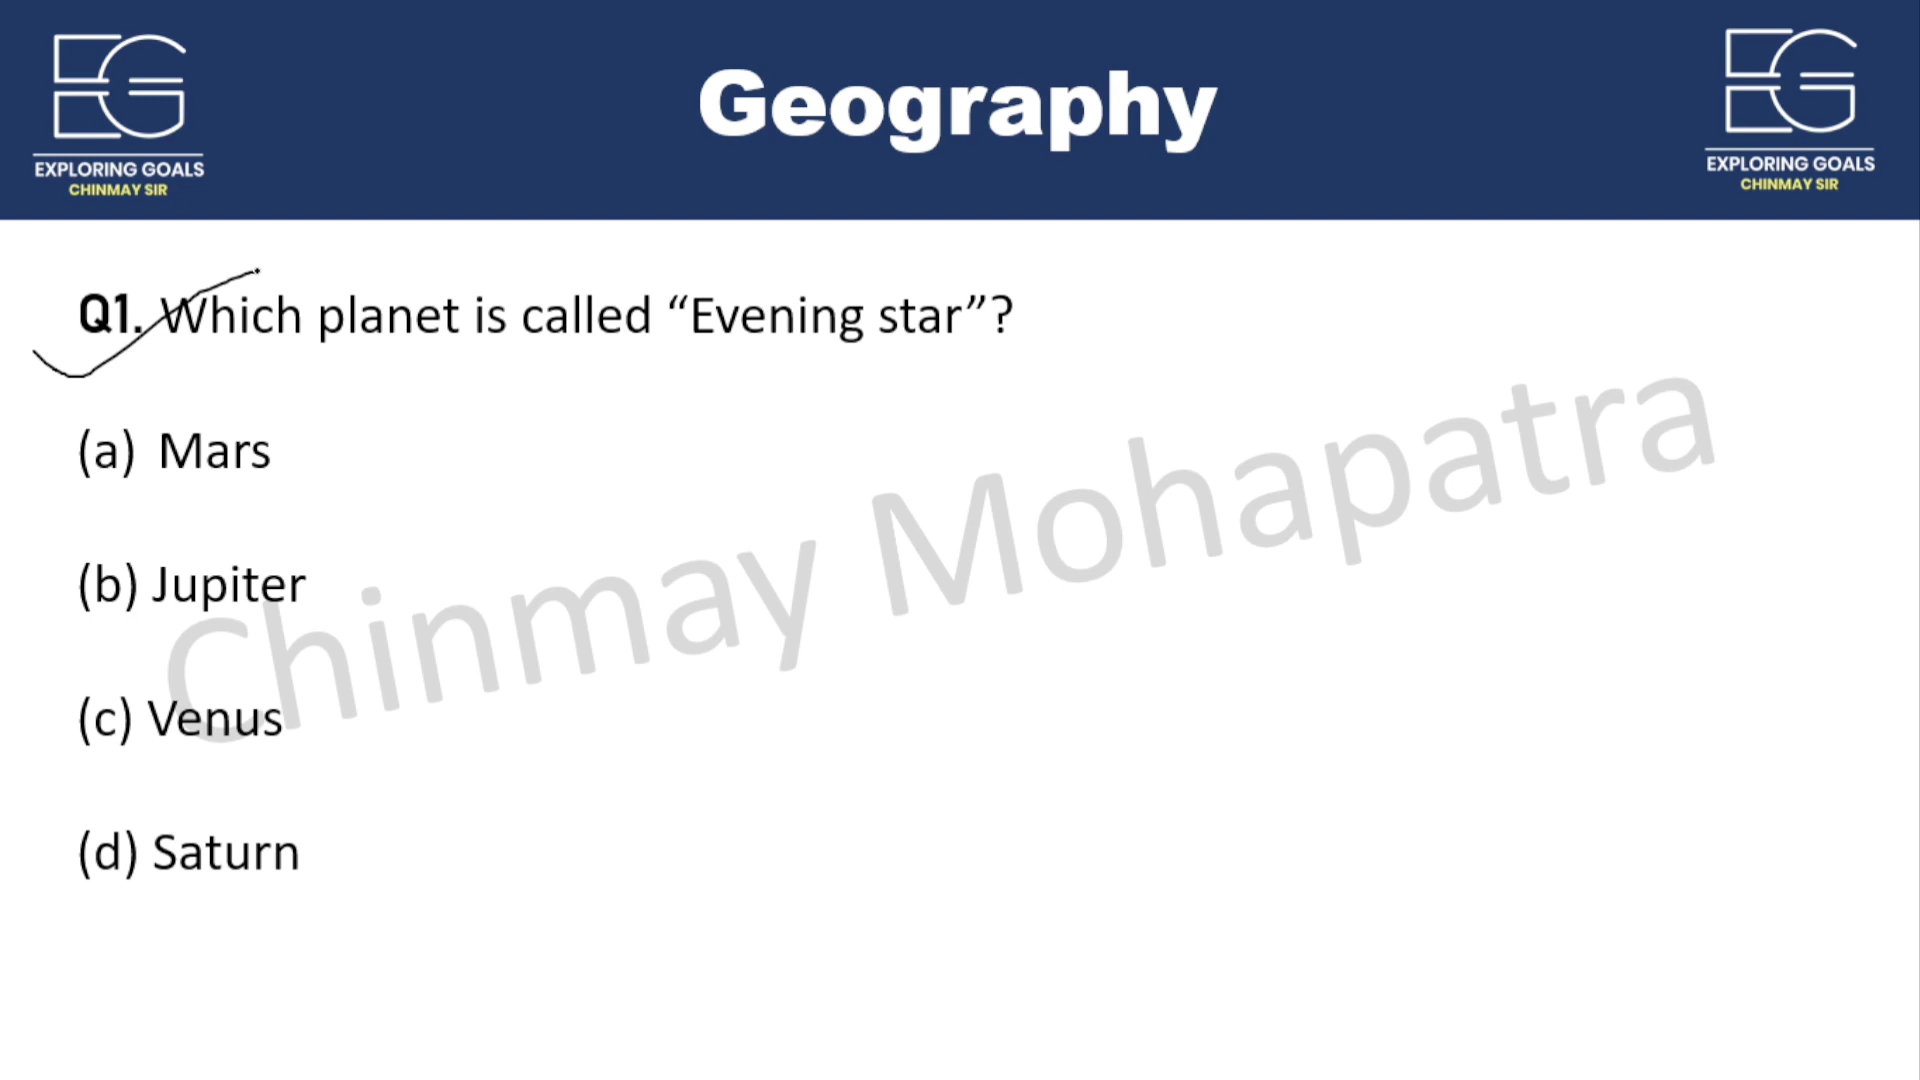 EXPLORING GOALS
CHINMAY SIR
Geography
EXPLORING GOALS
CHINMAY SIR
Q1. Which planet is called “Evening star”?
(a) Mars
(b) Jupiter
(c) Venus
(d) Saturn
Chinmay Mohapatra